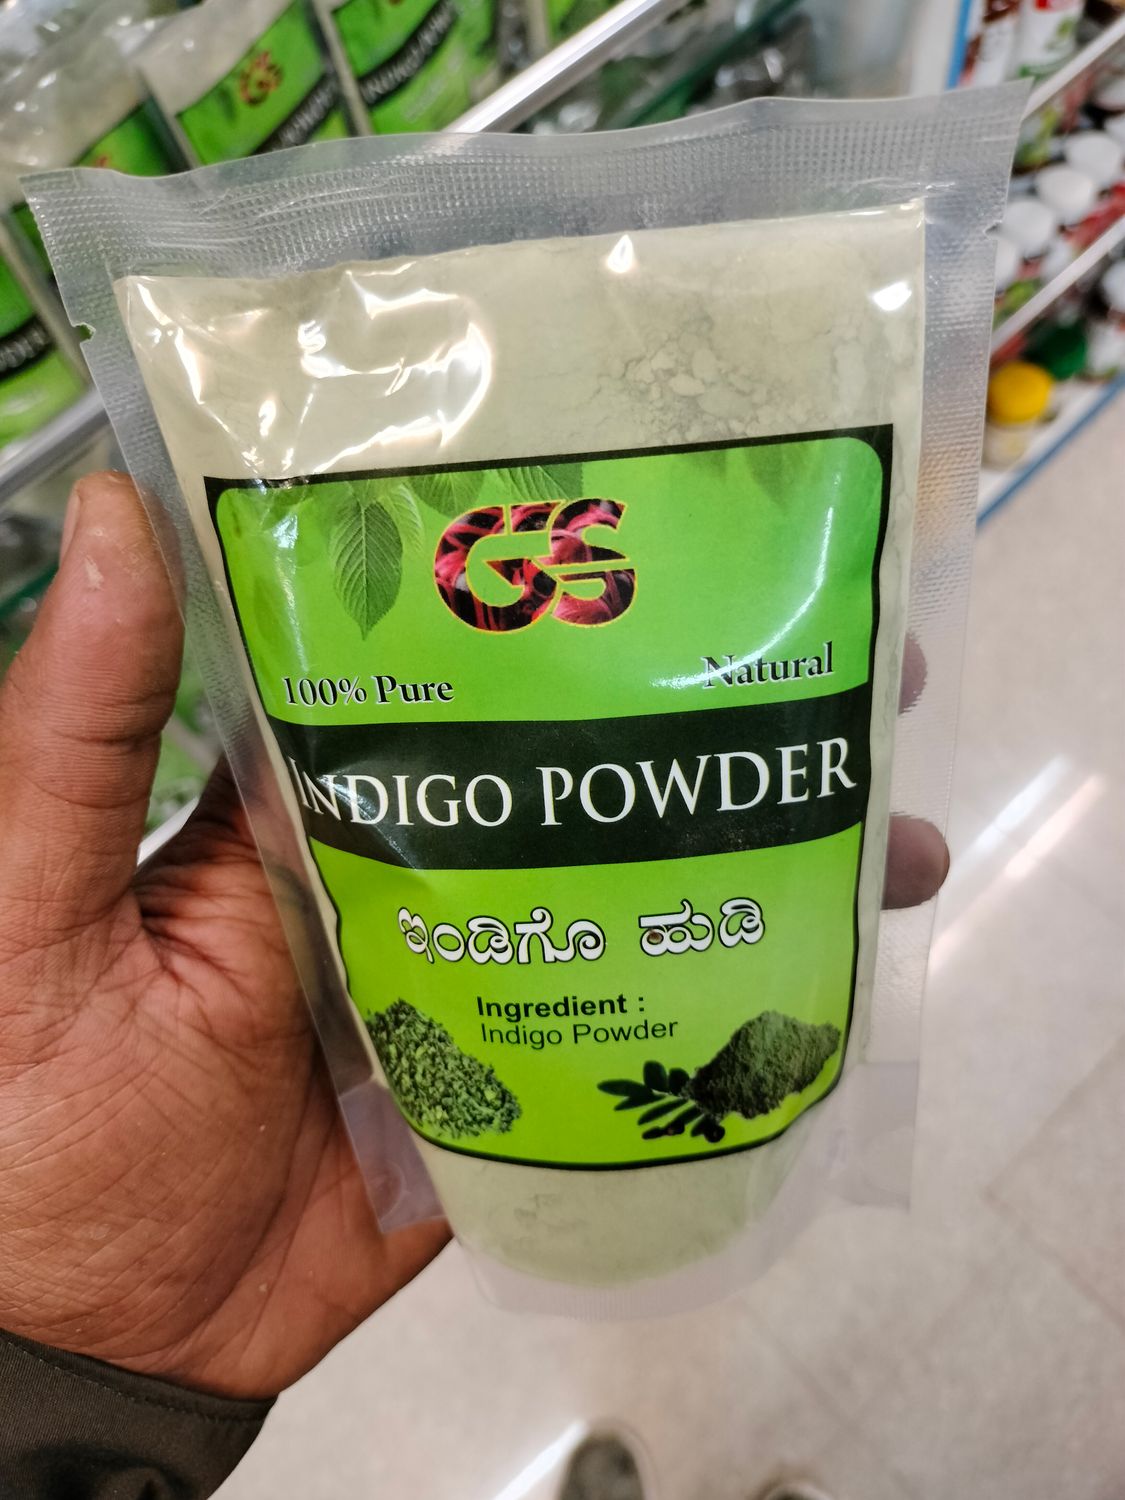 GS
100% Pure
Natural
INDIGO POWDER
ಇಂಡಿಗೊ ಹುಡಿ
Ingredient :
Indigo Powder